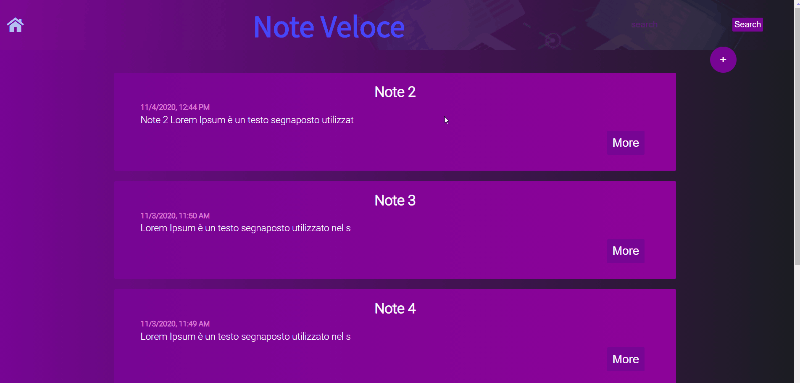 Note Veloce
Search
+
Note 2
11/4/2020, 12:44 PM
Note 2 Lorem Ipsum è un testo segnaposto utilizzat
More
Note 3
11/3/2020, 11:50 AM
Lorem Ipsum è un testo segnaposto utilizzato nel s
More
Note 4
11/3/2020, 11:49 AM
Lorem Ipsum è un testo segnaposto utilizzato nel s
More